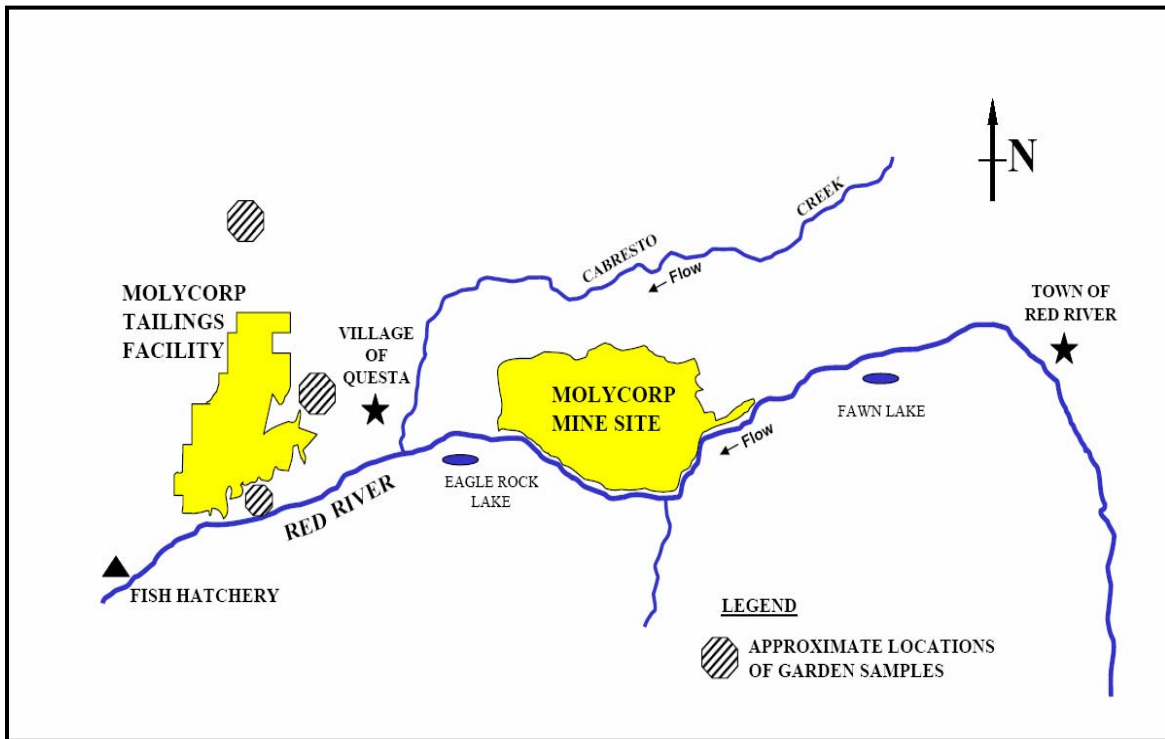 N
CREEK
CABRESTO
Flow
MOLYCORP
TAILINGS
FACILITY
VILLAGE
OF
QUESTA
TOWN OF
RED RIVER
MOLYCORP
MINE SITE
FAWN LAKE
Flow
EAGLE ROCK
LAKE
RED RIVER
FISH HATCHERY
LEGEND
APPROXIMATE LOCATIONS
OF GARDEN SAMPLES